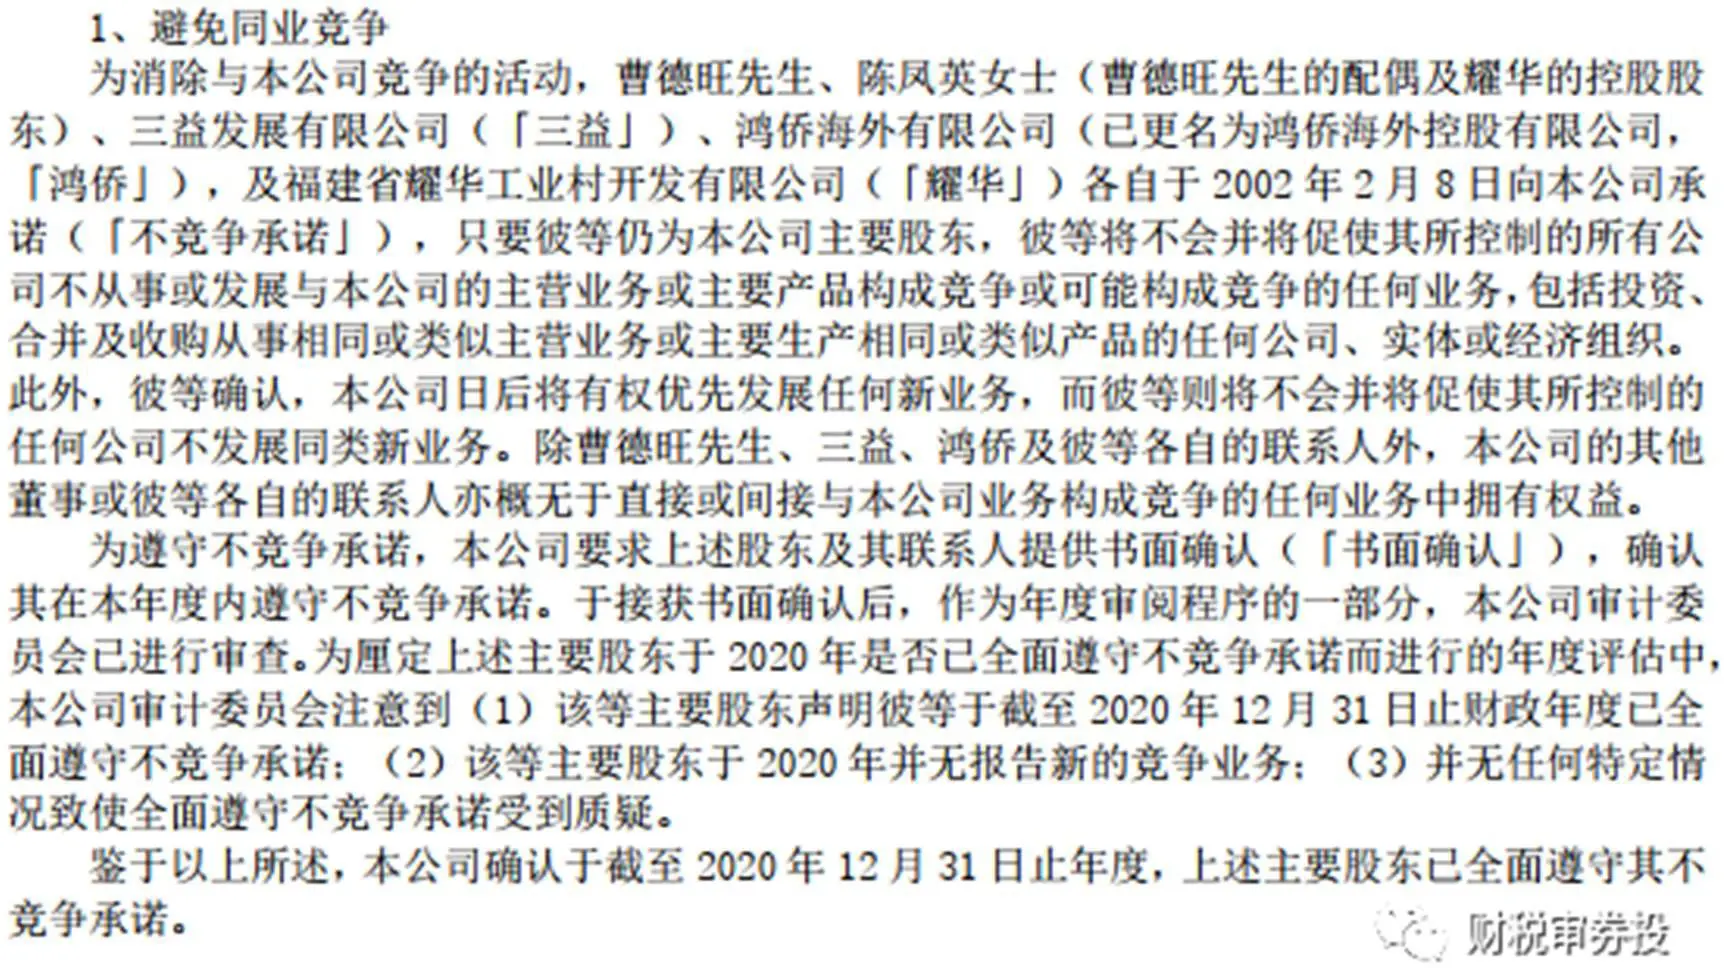 1、避免同业竞争
为消除与本公司竞争的活动，曹德旺先生、陈凤英女士（曹德旺先生的配偶及耀华的控股股
东）、三益发展有限公司（「三益」）、鸿侨海外有限公司（已更名为鸿侨海外控股有限公司，
「鸿侨」），及福建省耀华工业村开发有限公司（「耀华」）各自于 2002 年 2 月 8 日向本公司承
诺（「不竞争承诺」），只要彼等仍为本公司主要股东，彼等将不会并将促使其所控制的所有公
司不从事或发展与本公司的主营业务或主要产品构成竞争或可能构成竞争的任何业务，包括投资、
合并及收购从事相同或类似主营业务或主要生产相同或类似产品的任何公司、实体或经济组织。
此外，彼等确认，本公司日后将有权优先发展任何新业务，而彼等则将不会并将促使其所控制的
任何公司不发展同类新业务。除曹德旺先生、三益、鸿侨及彼等各自的联系人外，本公司的其他
董事或彼等各自的联系人亦概无于直接或间接与本公司业务构成竞争的任何业务中拥有权益。
为遵守不竞争承诺，本公司要求上述股东及其联系人提供书面确认（「书面确认」），确认
其在本年度内遵守不竞争承诺。于接获书面确认后，作为年度审阅程序的一部分，本公司审计委
员会已进行审查。为厘定上述主要股东于 2020 年是否已全面遵守不竞争承诺而进行的年度评估中，
本公司审计委员会注意到（1）该等主要股东声明彼等于截至 2020 年 12 月 31 日止财政年度已全
面遵守不竞争承诺；（2）该等主要股东于 2020 年并无报告新的竞争业务；（3）并无任何特定情
况致使全面遵守不竞争承诺受到质疑。
鉴于以上所述，本公司确认于截至 2020 年 12 月 31 日止年度，上述主要股东已全面遵守其不
竞争承诺。
财税审券投